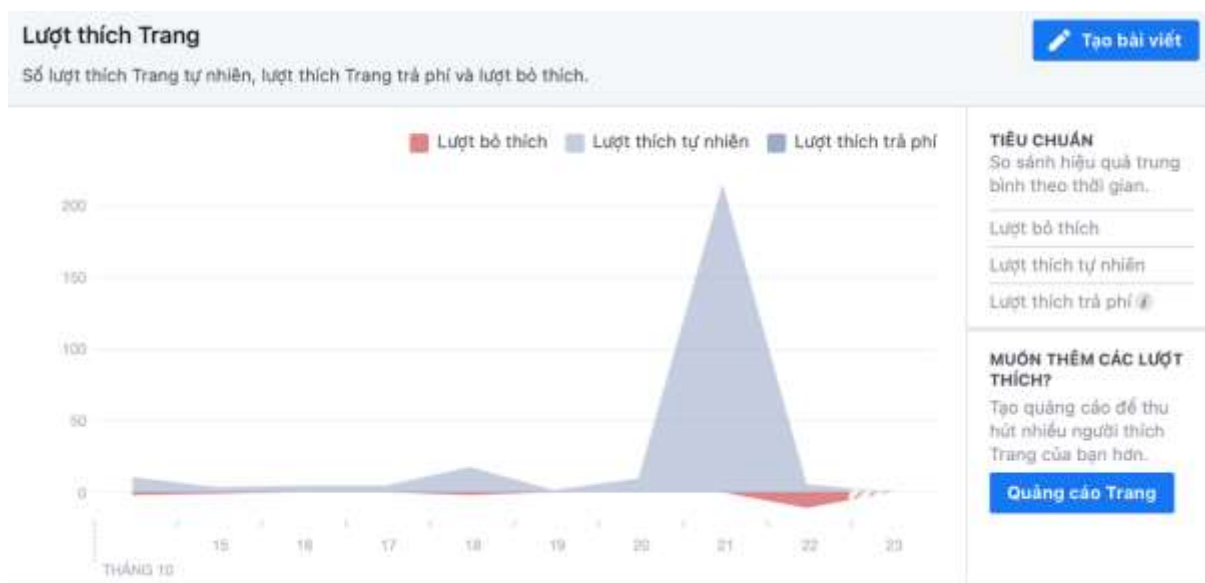 Lượt thích Trang
Tạo bài viết
Số lượt thích Trang tự nhiên, lượt thích Trang trả phí và lượt bỏ thích.
Lượt bỏ thích Lượt thích tự nhiên Lượt thích trả phí
200
150
100
50
0
15 16 17 18 19 20 21 22 23
THÁNG 10
TIÊU CHUẨN
So sánh hiệu quả trung
bình theo thời gian.
Lượt bỏ thích
Lượt thích tự nhiên
Lượt thích trả phí
MUỐN THÊM CÁC LƯỢT
THÍCH?
Tạo quảng cáo để thu
hút nhiều người thích
Trang của bạn hơn.
Quảng cáo Trang